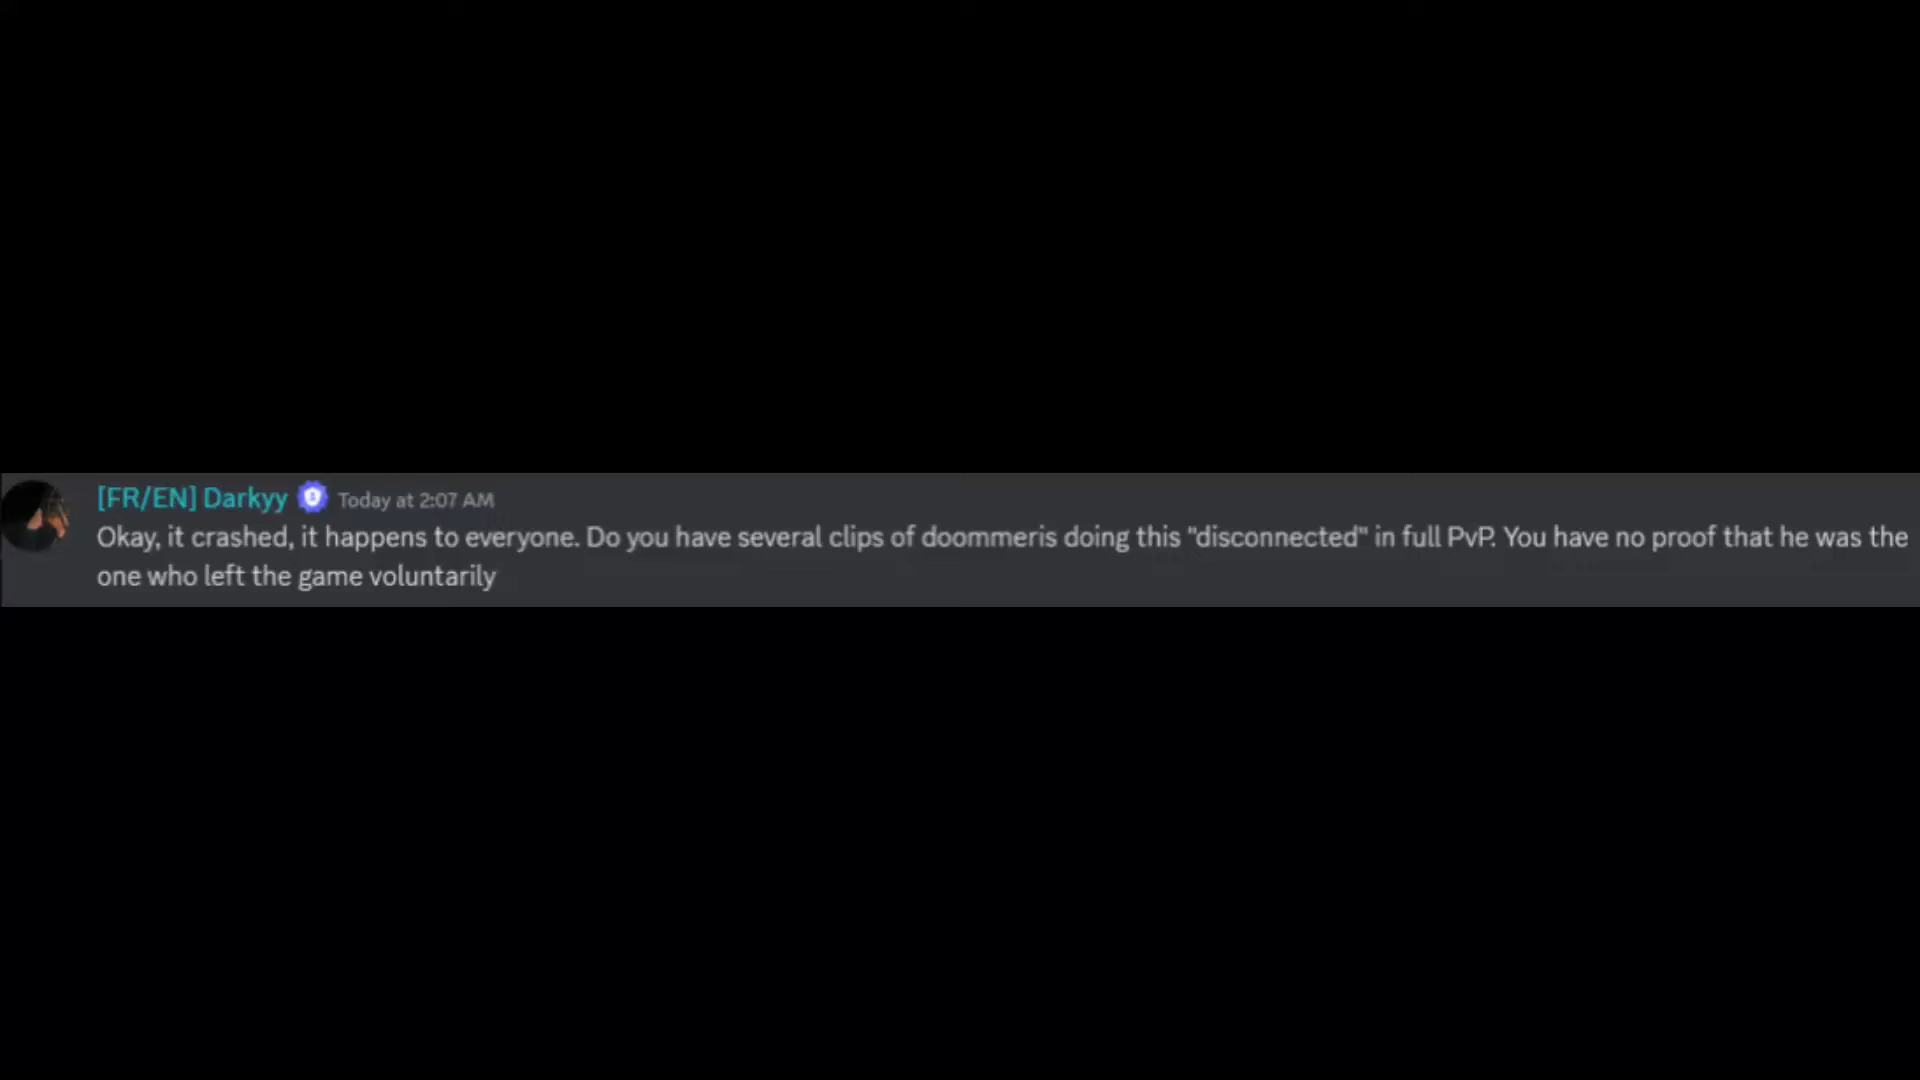 [FR/EN] Darkyy Today at 2:07 AM
Okay, it crashed, it happens to everyone. Do you have several clips of doommeris doing this "disconnected" in full PvP. You have no proof that he was the
one who left the game voluntarily